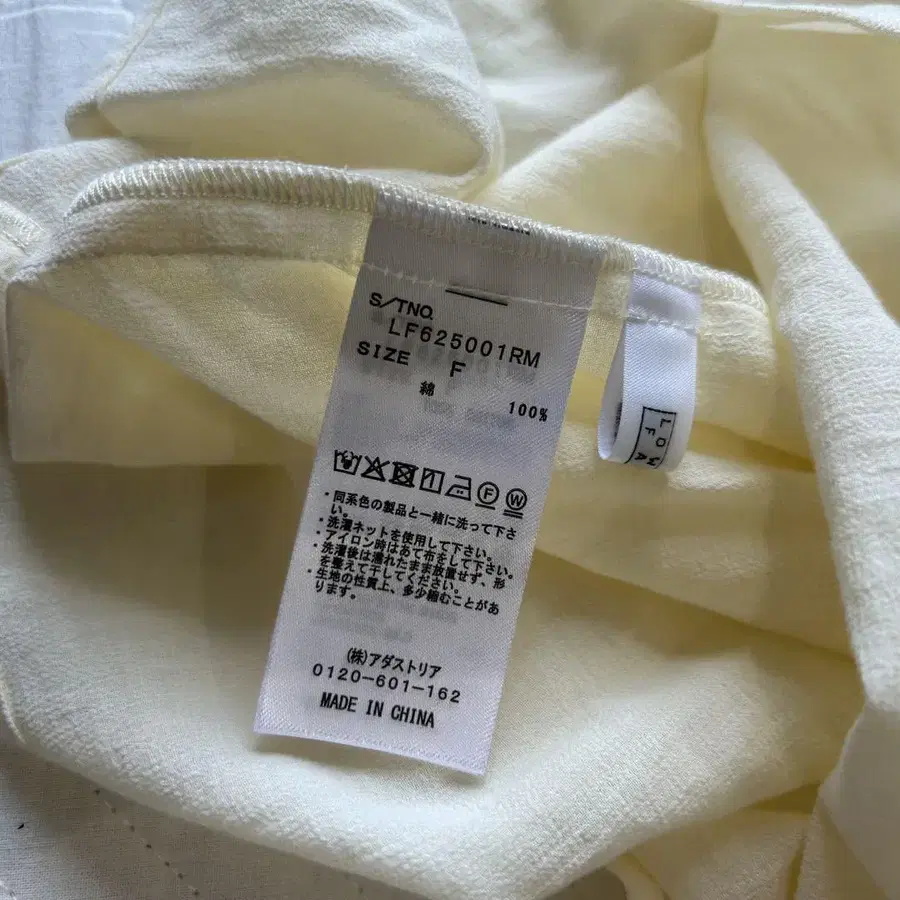 S/TNO.
LF625001RM
SIZE F
綿 100%
・同系色の製品と一緒に洗って下さ
い。
・洗濯ネットを使用して下さい。
・アイロン時はあて布をして下さい。
・洗濯後は濡れたまま放置せず、形
を整えて干してください。
・生地の性質上、多少縮むことがあ
ります。
(株)アダストリア
0120-601-162
MADE IN CHINA
LOW